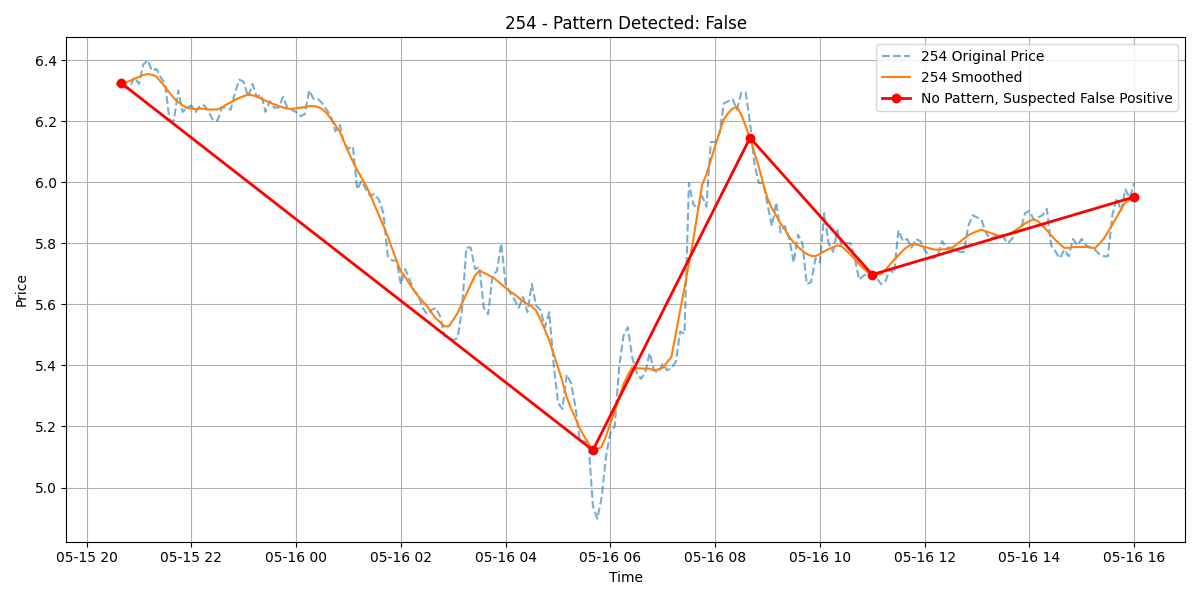 254 - Pattern Detected: False
254 Original Price
254 Smoothed
No Pattern, Suspected False Positive
Price
6.4
6.2
6.0
5.8
5.6
5.4
5.2
5.0
05-15 20 05-15 22 05-16 00 05-16 02 05-16 04 05-16 06 05-16 08 05-16 10 05-16 12 05-16 14 05-16 16
Time